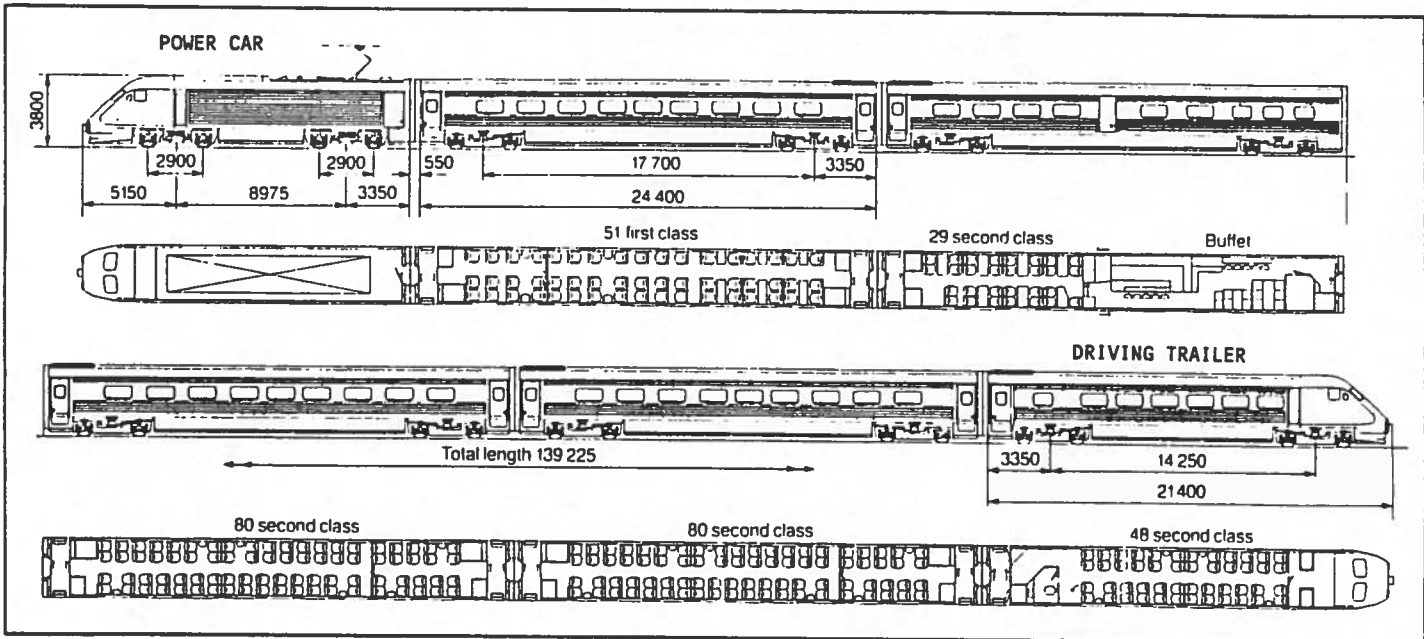 POWER CAR
3800
2900
2900
550
17 700
3350
5150
8975
3350
24 400
51 first class
29 second class
Buffet
DRIVING TRAILER
Total length 139 225
3350
14 250
21400
80 second class
80 second class
48 second class